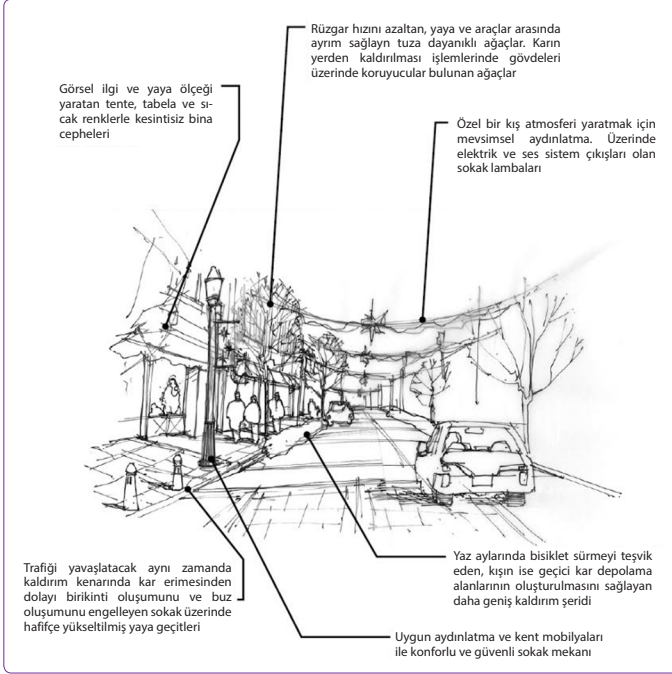 Rüzgar hızını azaltan, yaya ve araçlar arasında
ayrım sağlayn tuza dayanıklı ağaçlar. Karın
yerden kaldırılması işlemlerinde gövdeleri
üzerinde koruyucular bulunan ağaçlar
Görsel ilgi ve yaya ölçeği
yaratan tente, tabela ve sı-
cak renklerle kesintisiz bina
cepheleri
Özel bir kış atmosferi yaratmak için
mevsimsel aydınlatma. Üzerinde
elektrik ve ses sistem çıkışları olan
sokak lambaları
Trafiği yavaşlatacak aynı zamanda
kaldırım kenarında kar erimesinden
dolayı birikinti oluşumunu ve buz
oluşumunu engelleyen sokak üzerinde
hafifçe yükseltilmiş yaya geçitleri
Yaz aylarında bisiklet sürmeyi teşvik
eden, kışın ise geçici kar depolama
alanlarının oluşturulmasını sağlayan
daha geniş kaldırım şeridi
Uygun aydınlatma ve kent mobilyaları
ile konforlu ve güvenli sokak mekanı